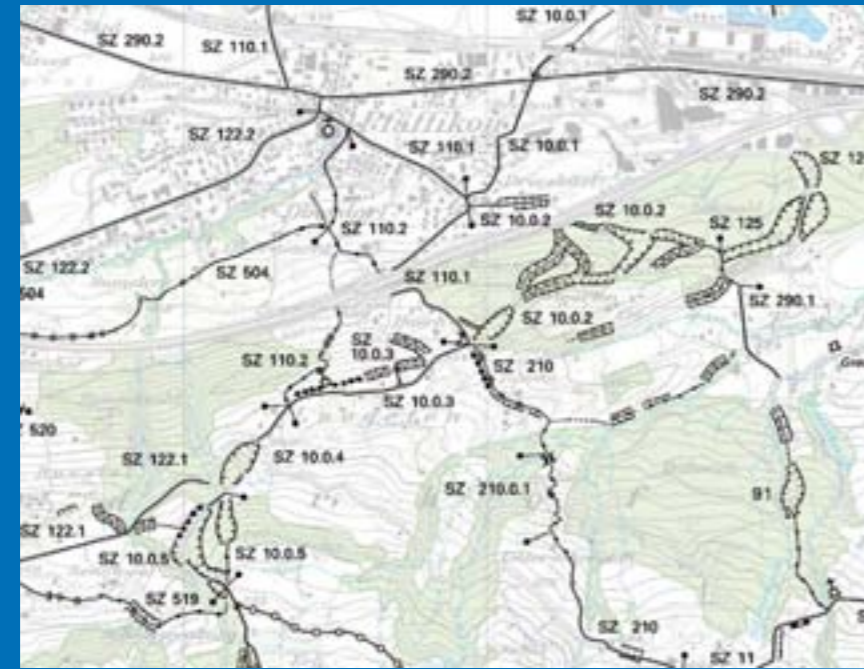 SZ 10.0.1
SZ 290.2
SZ 110.1
SZ 290.2
SZ 290.2
SZ 122.2
Pfäffikon
SZ 110.1
SZ 10.0.1
SZ 12
SZ 10.0.2
SZ 10.0.2
SZ 125
SZ 110.2
SZ 122.2
SZ 504
SZ 110.1
504
SZ 290.1
SZ 10.0.2
SZ
10.0.3
SZ 110.2
SZ 210
SZ 10.0.3
520
SZ 122.1
SZ 10.0.4
SZ 210.0.1
91
SZ 122.1
SZ 10.0.5
SZ 10.0.5
SZ 519
SZ 210
SZ 11